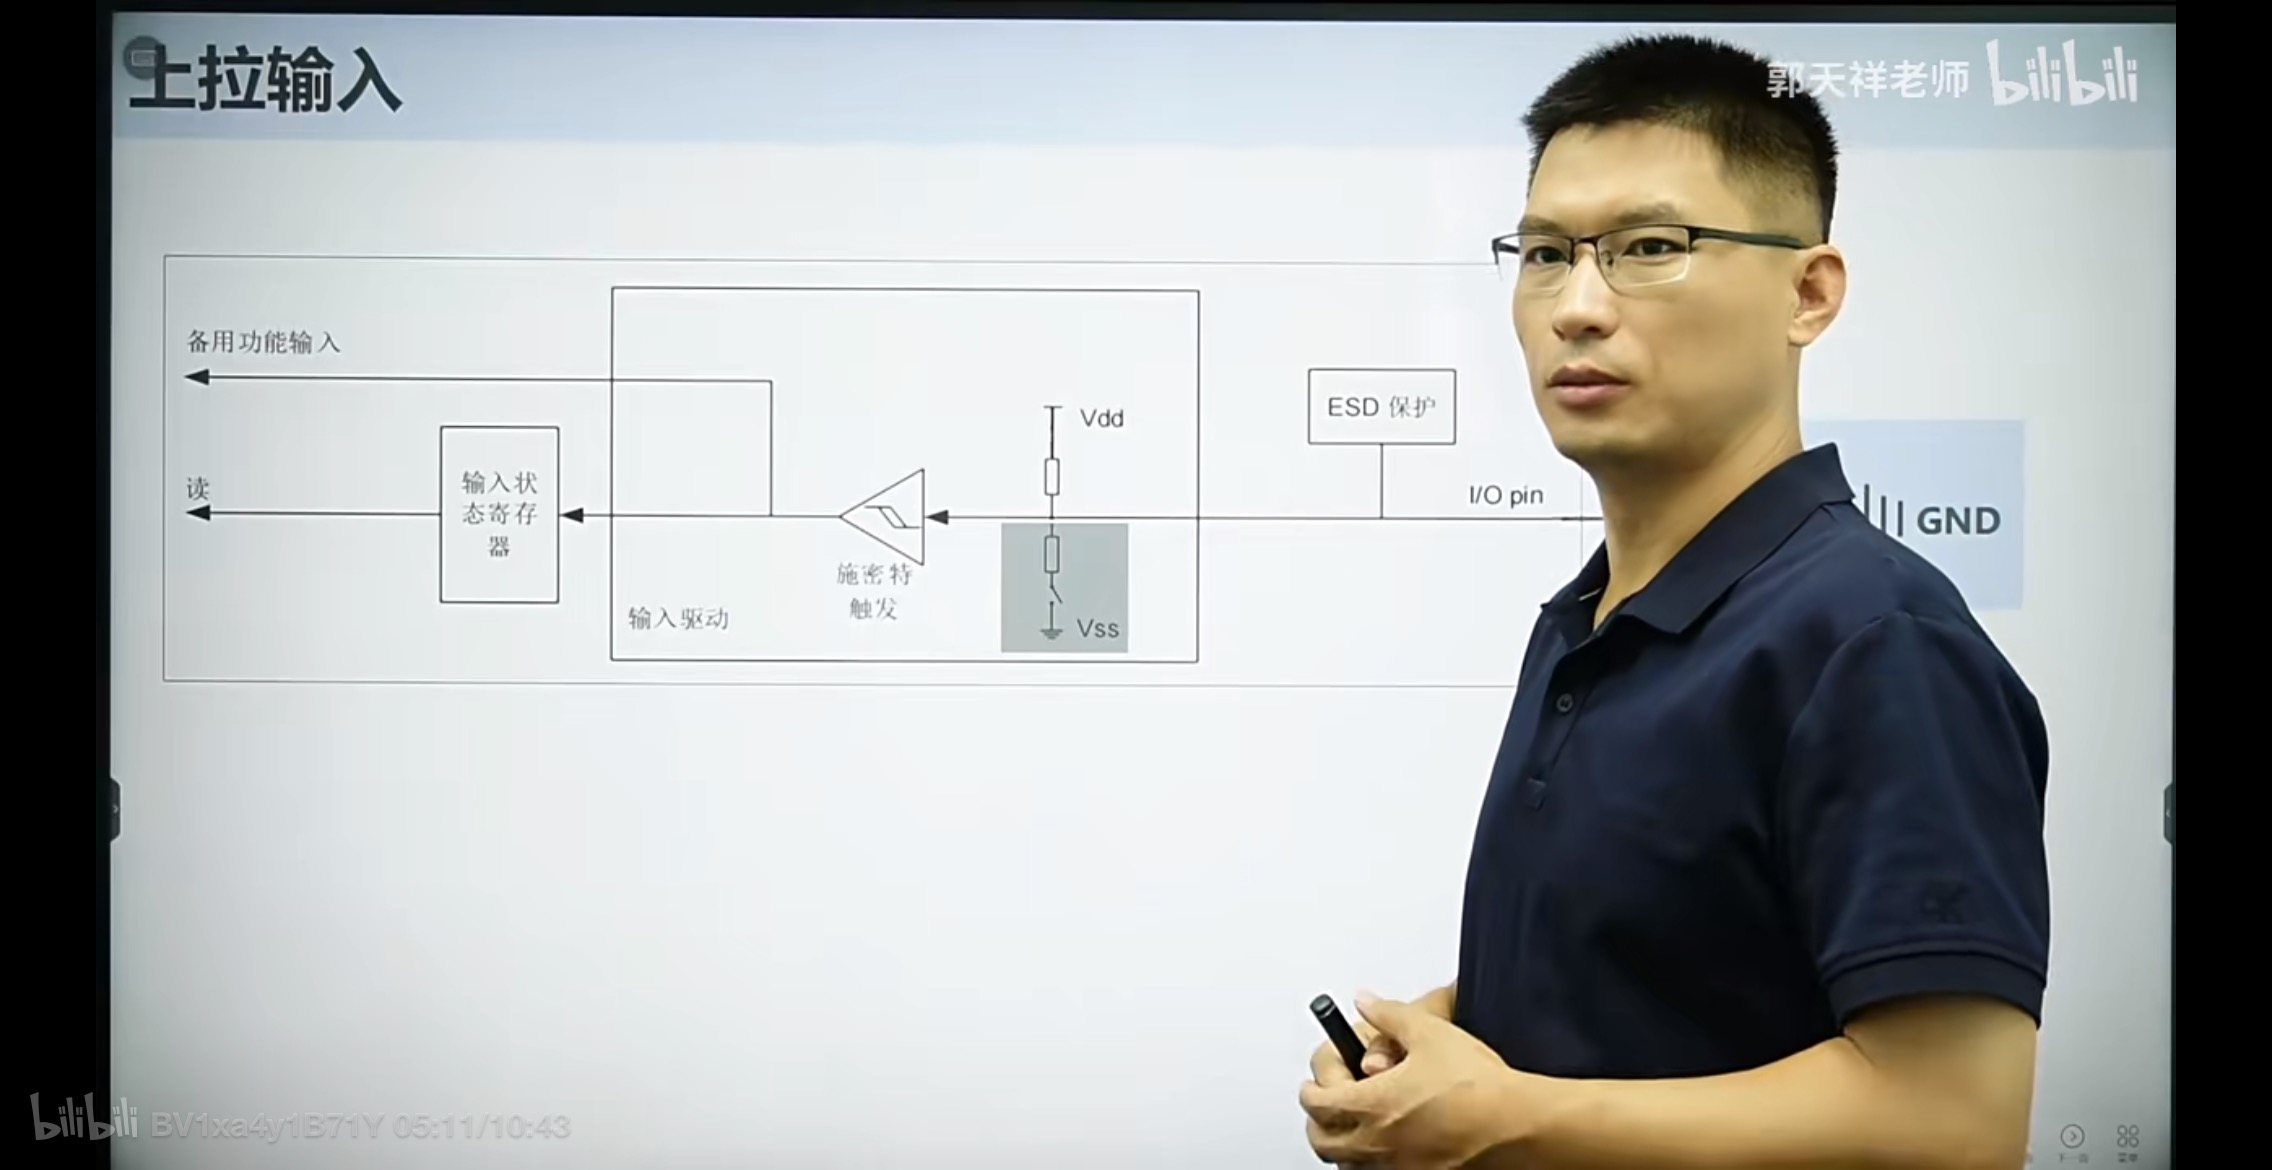 上拉输入
郭天祥老师 bilibili
备用功能输入
Vdd
ESD 保护
读
输入状
态寄存
器
I/O pin
GND
施密特
触发
输入驱动
Vss
bilibili BV1xa4y1B71Y 05:11/10:43